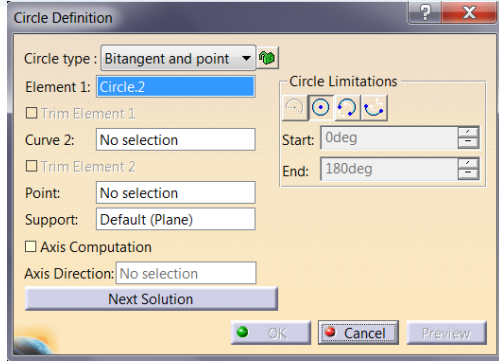 Circle Definition
? X
Circle type : Bitangent and point
Element 1: Circle.2
Trim Element 1
Curve 2: No selection
Trim Element 2
Point: No selection
Support: Default (Plane)
Axis Computation
Axis Direction: No selection
Next Solution
Circle Limitations
Start: 0deg
End: 180deg
OK Cancel Preview